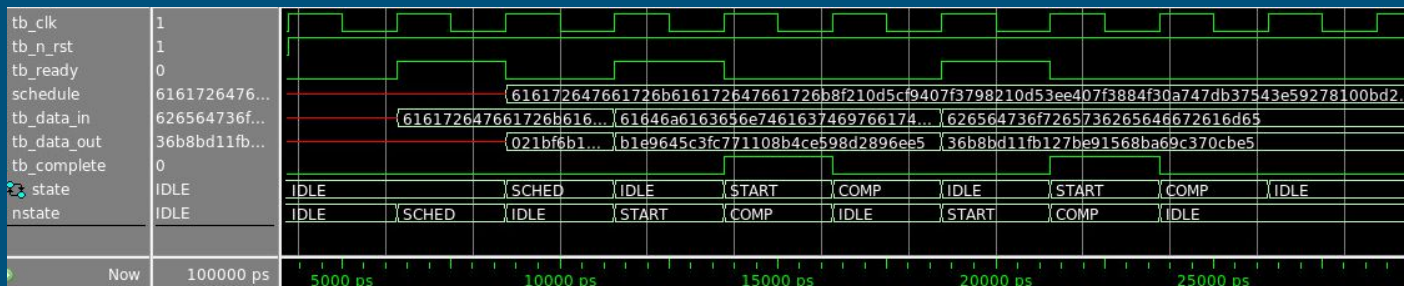 tb_clk 1
tb_n_rst 1
tb_ready 0
schedule 6161726476... 616172647661726b616172647661726b8f210d5cf9407f3798210d53ee407f3884f30a747db37543e59278100bd2.
tb_data_in 626564736f... 616172647661726b616... 61646a6163656e7461637469766174... 626564736f7265736265646672616d65
tb_data_out 36b8bd11fb... 021bf6b1... b1e9645c3fc771108b4ce598d2896ee5 36b8bd11fb127be91568ba69c370cbe5
tb_complete 0
state IDLE IDLE SCHED IDLE START COMP IDLE START COMP IDLE
nstate IDLE IDLE SCHED IDLE START COMP IDLE START COMP IDLE
Now 100000 ps 5000 ps 10000 ps 15000 ps 20000 ps 25000 ps